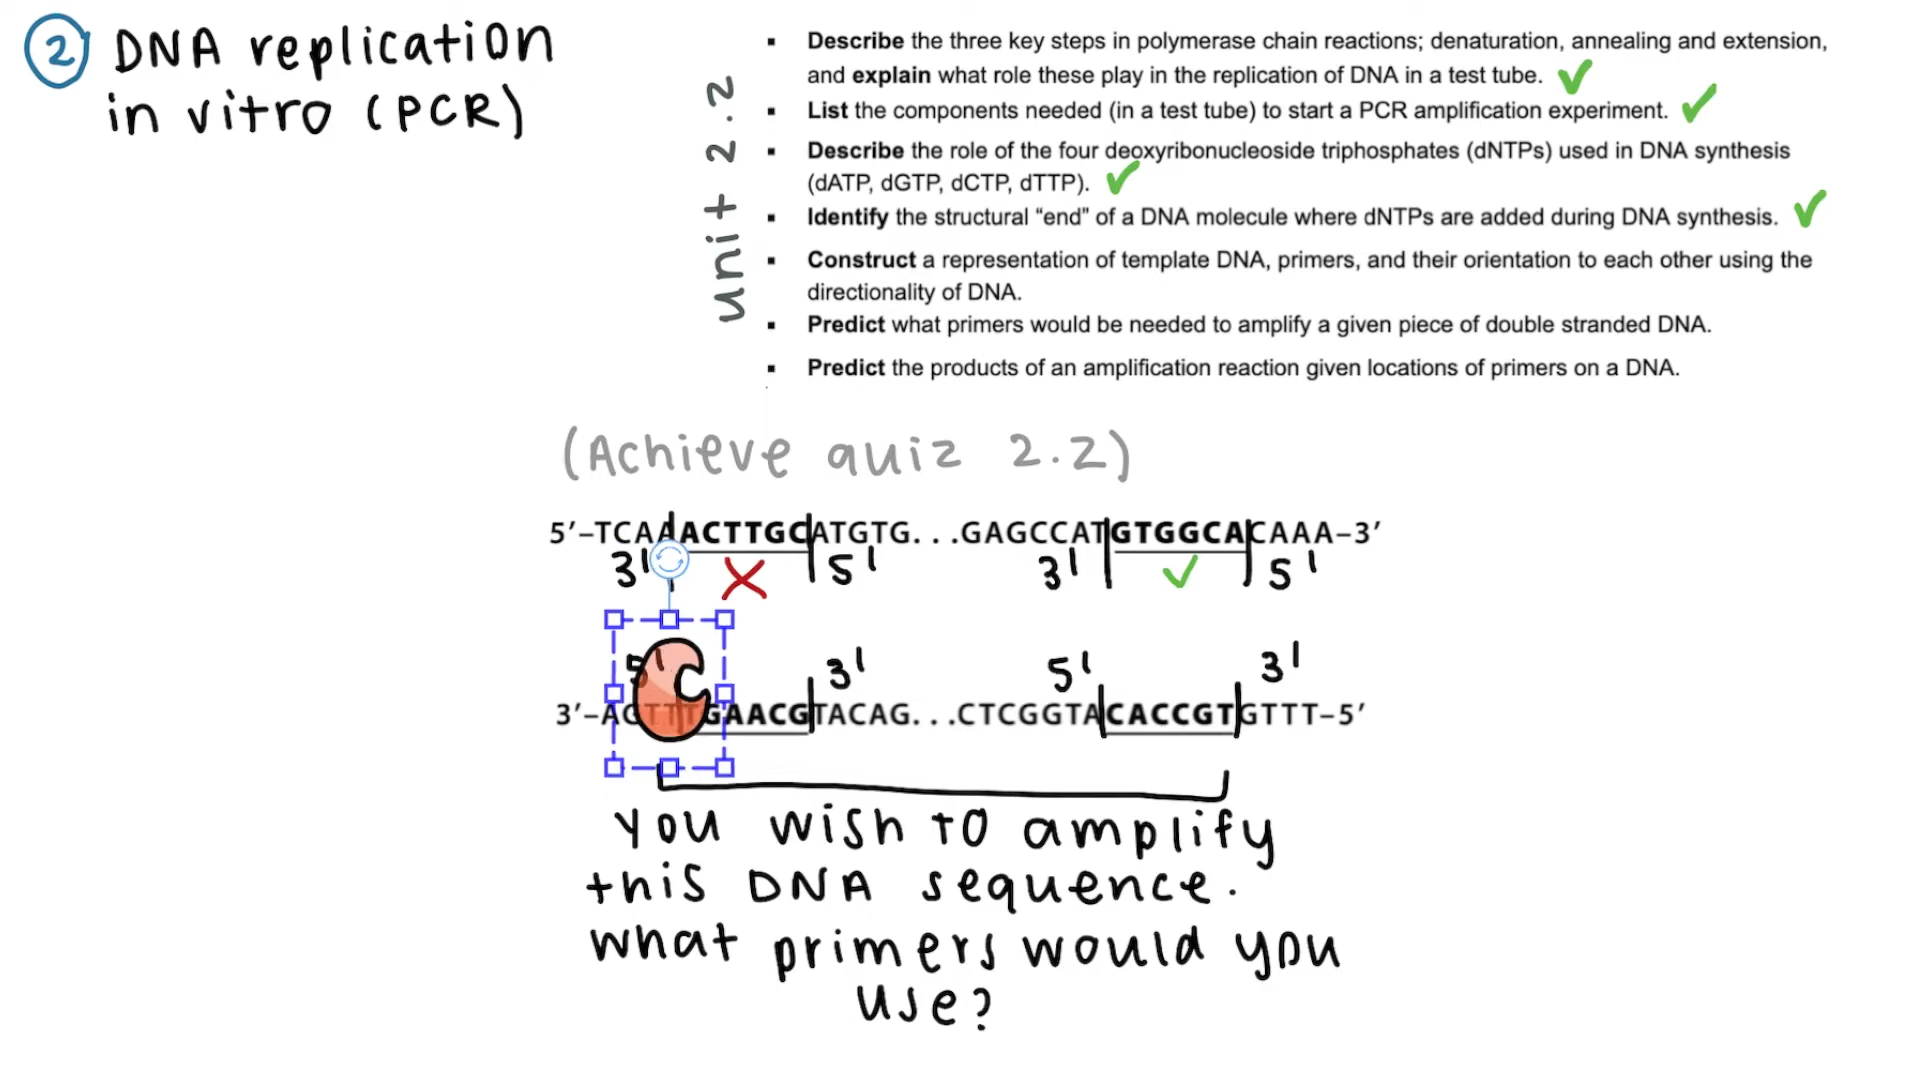 2 DNA replication
in vitro (PCR)
unit 2.2
▪ Describe the three key steps in polymerase chain reactions; denaturation, annealing and extension,
and explain what role these play in the replication of DNA in a test tube. ✓
▪ List the components needed (in a test tube) to start a PCR amplification experiment. ✓
▪ Describe the role of the four deoxyribonucleoside triphosphates (dNTPs) used in DNA synthesis
(dATP, dGTP, dCTP, dTTP). ✓
▪ Identify the structural “end” of a DNA molecule where dNTPs are added during DNA synthesis. ✓
▪ Construct a representation of template DNA, primers, and their orientation to each other using the
directionality of DNA.
▪ Predict what primers would be needed to amplify a given piece of double stranded DNA.
▪ Predict the products of an amplification reaction given locations of primers on a DNA.
(Achieve quiz 2.2)
5′–TCAAACTTGCATGTG...GAGCCATGTGGCACAAA–3′
3' ✗ 5' 3' ✓ 5'
5' 3' 5' 3'
3′–AGTTTGAACGTACAG...CTCGGTACACCGTGTTT–5′
you wish to amplify
this DNA sequence.
what primers would you
use?